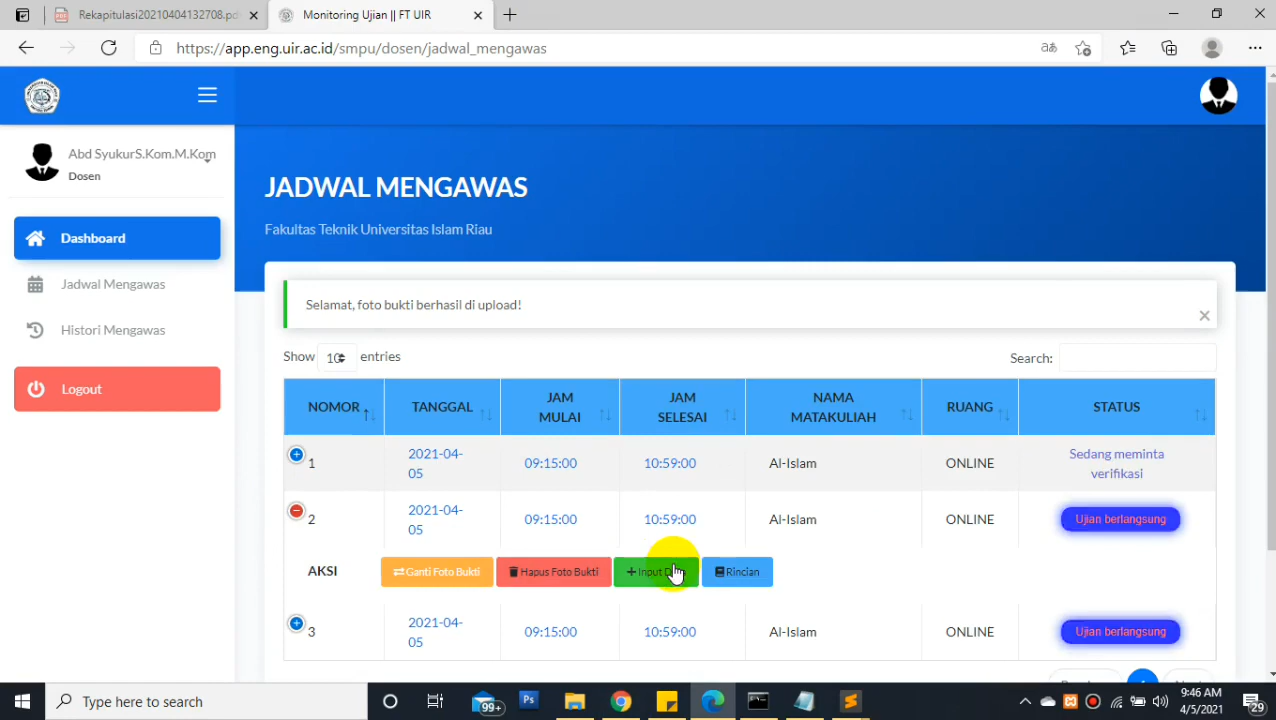 Rekapitulasi20210404132708.pd
Monitoring Ujian || FT UIR
https://app.eng.uir.ac.id/smpu/dosen/jadwal_mengawas
Abd SyukurS.Kom.M.Kom
Dosen
Dashboard
Jadwal Mengawas
Histori Mengawas
Logout
JADWAL MENGAWAS
Fakultas Teknik Universitas Islam Riau
Selamat, foto bukti berhasil di upload!
×
Show 10 entries
Search:
NOMOR TANGGAL JAM MULAI JAM SELESAI NAMA MATAKULIAH RUANG STATUS
1 2021-04-05 09:15:00 10:59:00 Al-Islam ONLINE Sedang meminta verifikasi
2 2021-04-05 09:15:00 10:59:00 Al-Islam ONLINE Ujian berlangsung
AKSI Ganti Foto Bukti Hapus Foto Bukti Input Rincian
3 2021-04-05 09:15:00 10:59:00 Al-Islam ONLINE Ujian berlangsung
Type here to search
99+
Ps
9:46 AM
4/5/2021
29